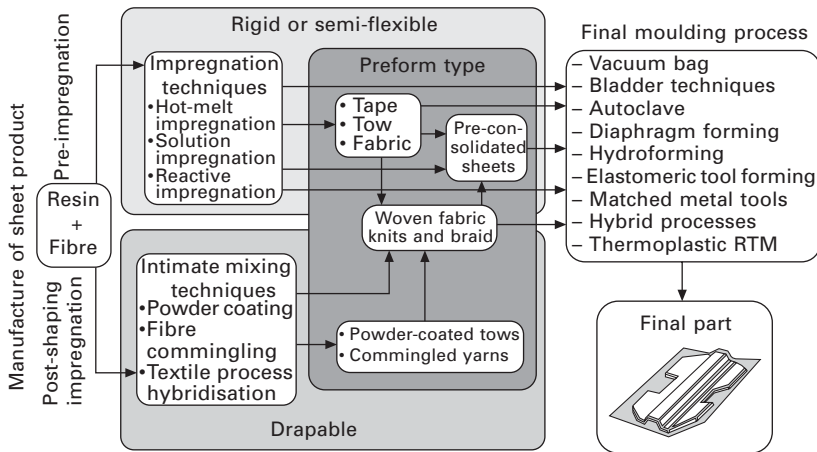 Manufacture of sheet product
Pre-impregnation
Post-shaping
impregnation
Resin
+
Fibre
Rigid or semi-flexible
Impregnation
techniques
•Hot-melt
impregnation
•Solution
impregnation
•Reactive
impregnation
Preform type
• Tape
• Tow
• Fabric
Pre-con-
solidated
sheets
Woven fabric
knits and braid
Intimate mixing
techniques
•Powder coating
•Fibre
commingling
•Textile process
hybridisation
•Powder-coated tows
•Commingled yarns
Drapable
Final moulding process
– Vacuum bag
– Bladder techniques
– Autoclave
– Diaphragm forming
– Hydroforming
– Elastomeric tool forming
– Matched metal tools
– Hybrid processes
– Thermoplastic RTM
Final part